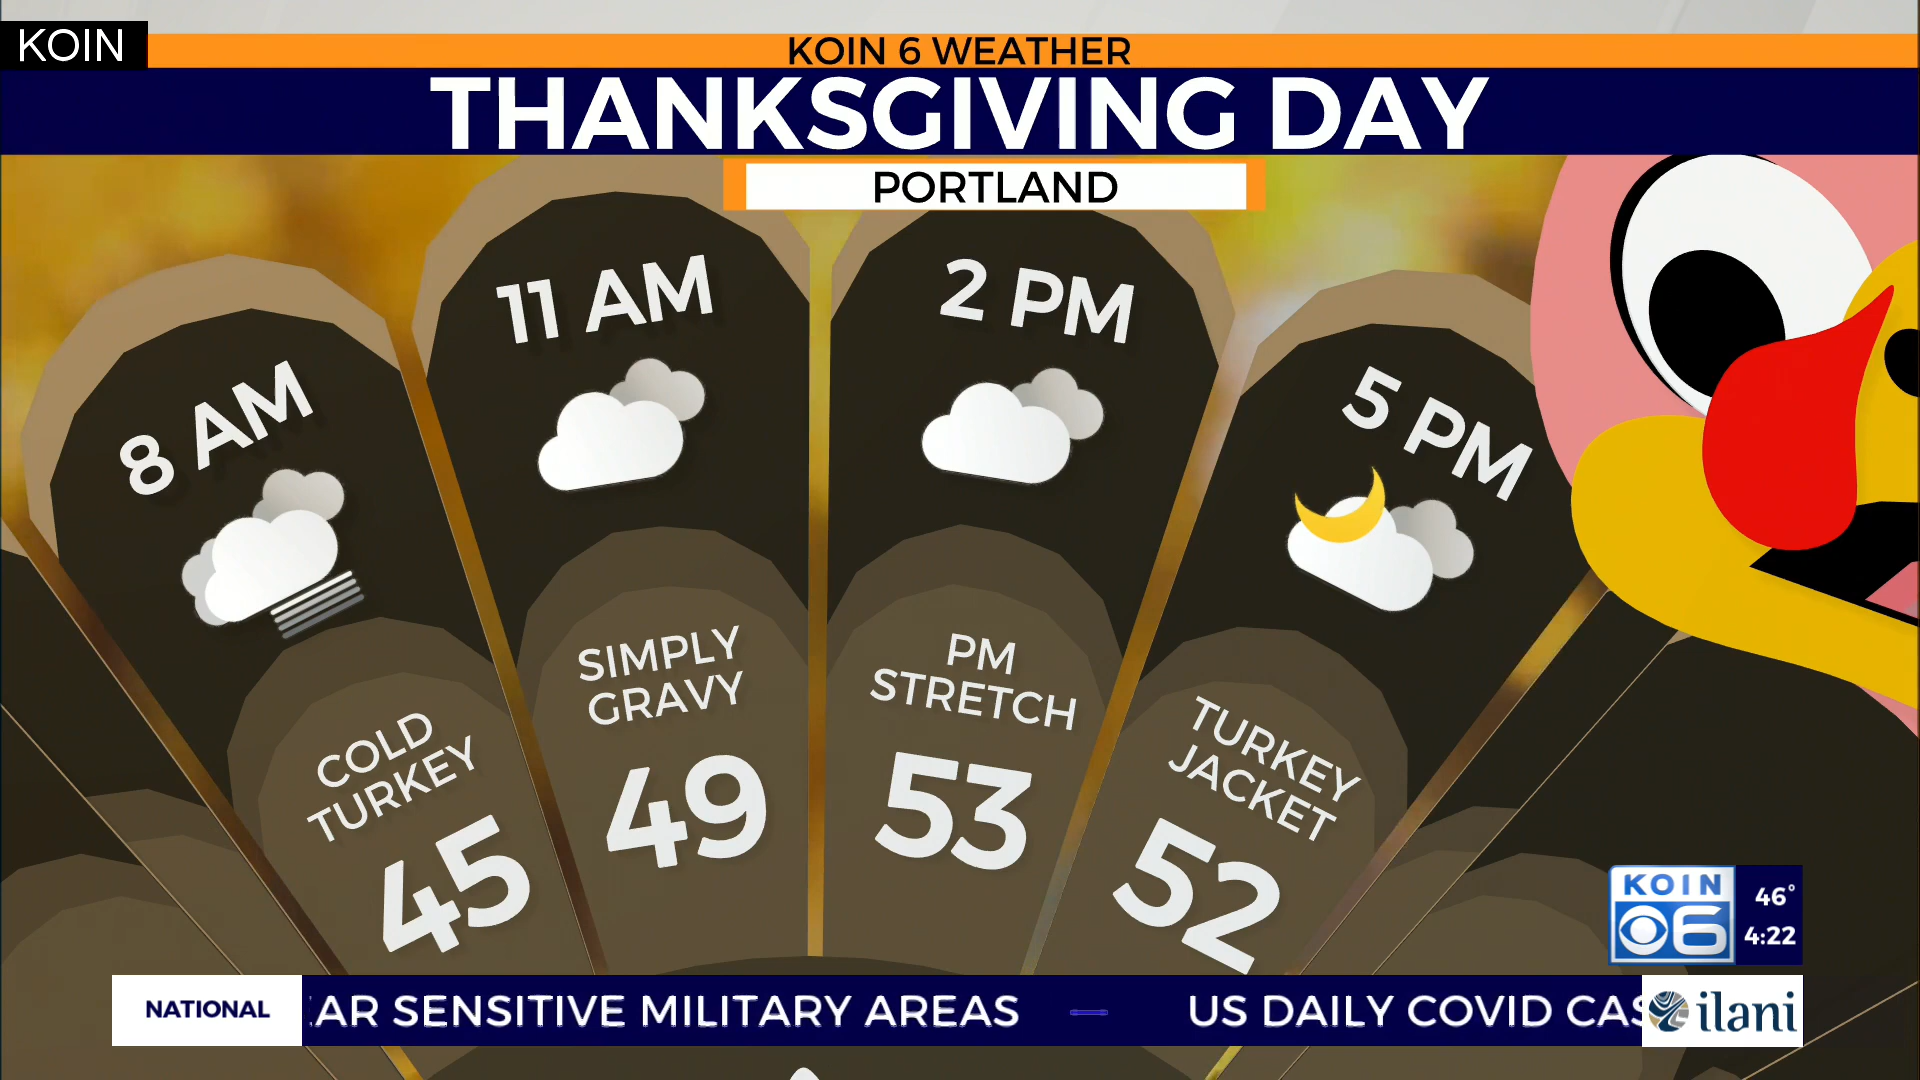 KOIN
KOIN 6 WEATHER
THANKSGIVING DAY
PORTLAND
8 AM
COLD
TURKEY
45
11 AM
SIMPLY
GRAVY
49
2 PM
PM
STRETCH
53
5 PM
TURKEY
JACKET
52
KOIN
6
46°
4:22
NATIONAL
AR SENSITIVE MILITARY AREAS — US DAILY COVID CAS
ilani